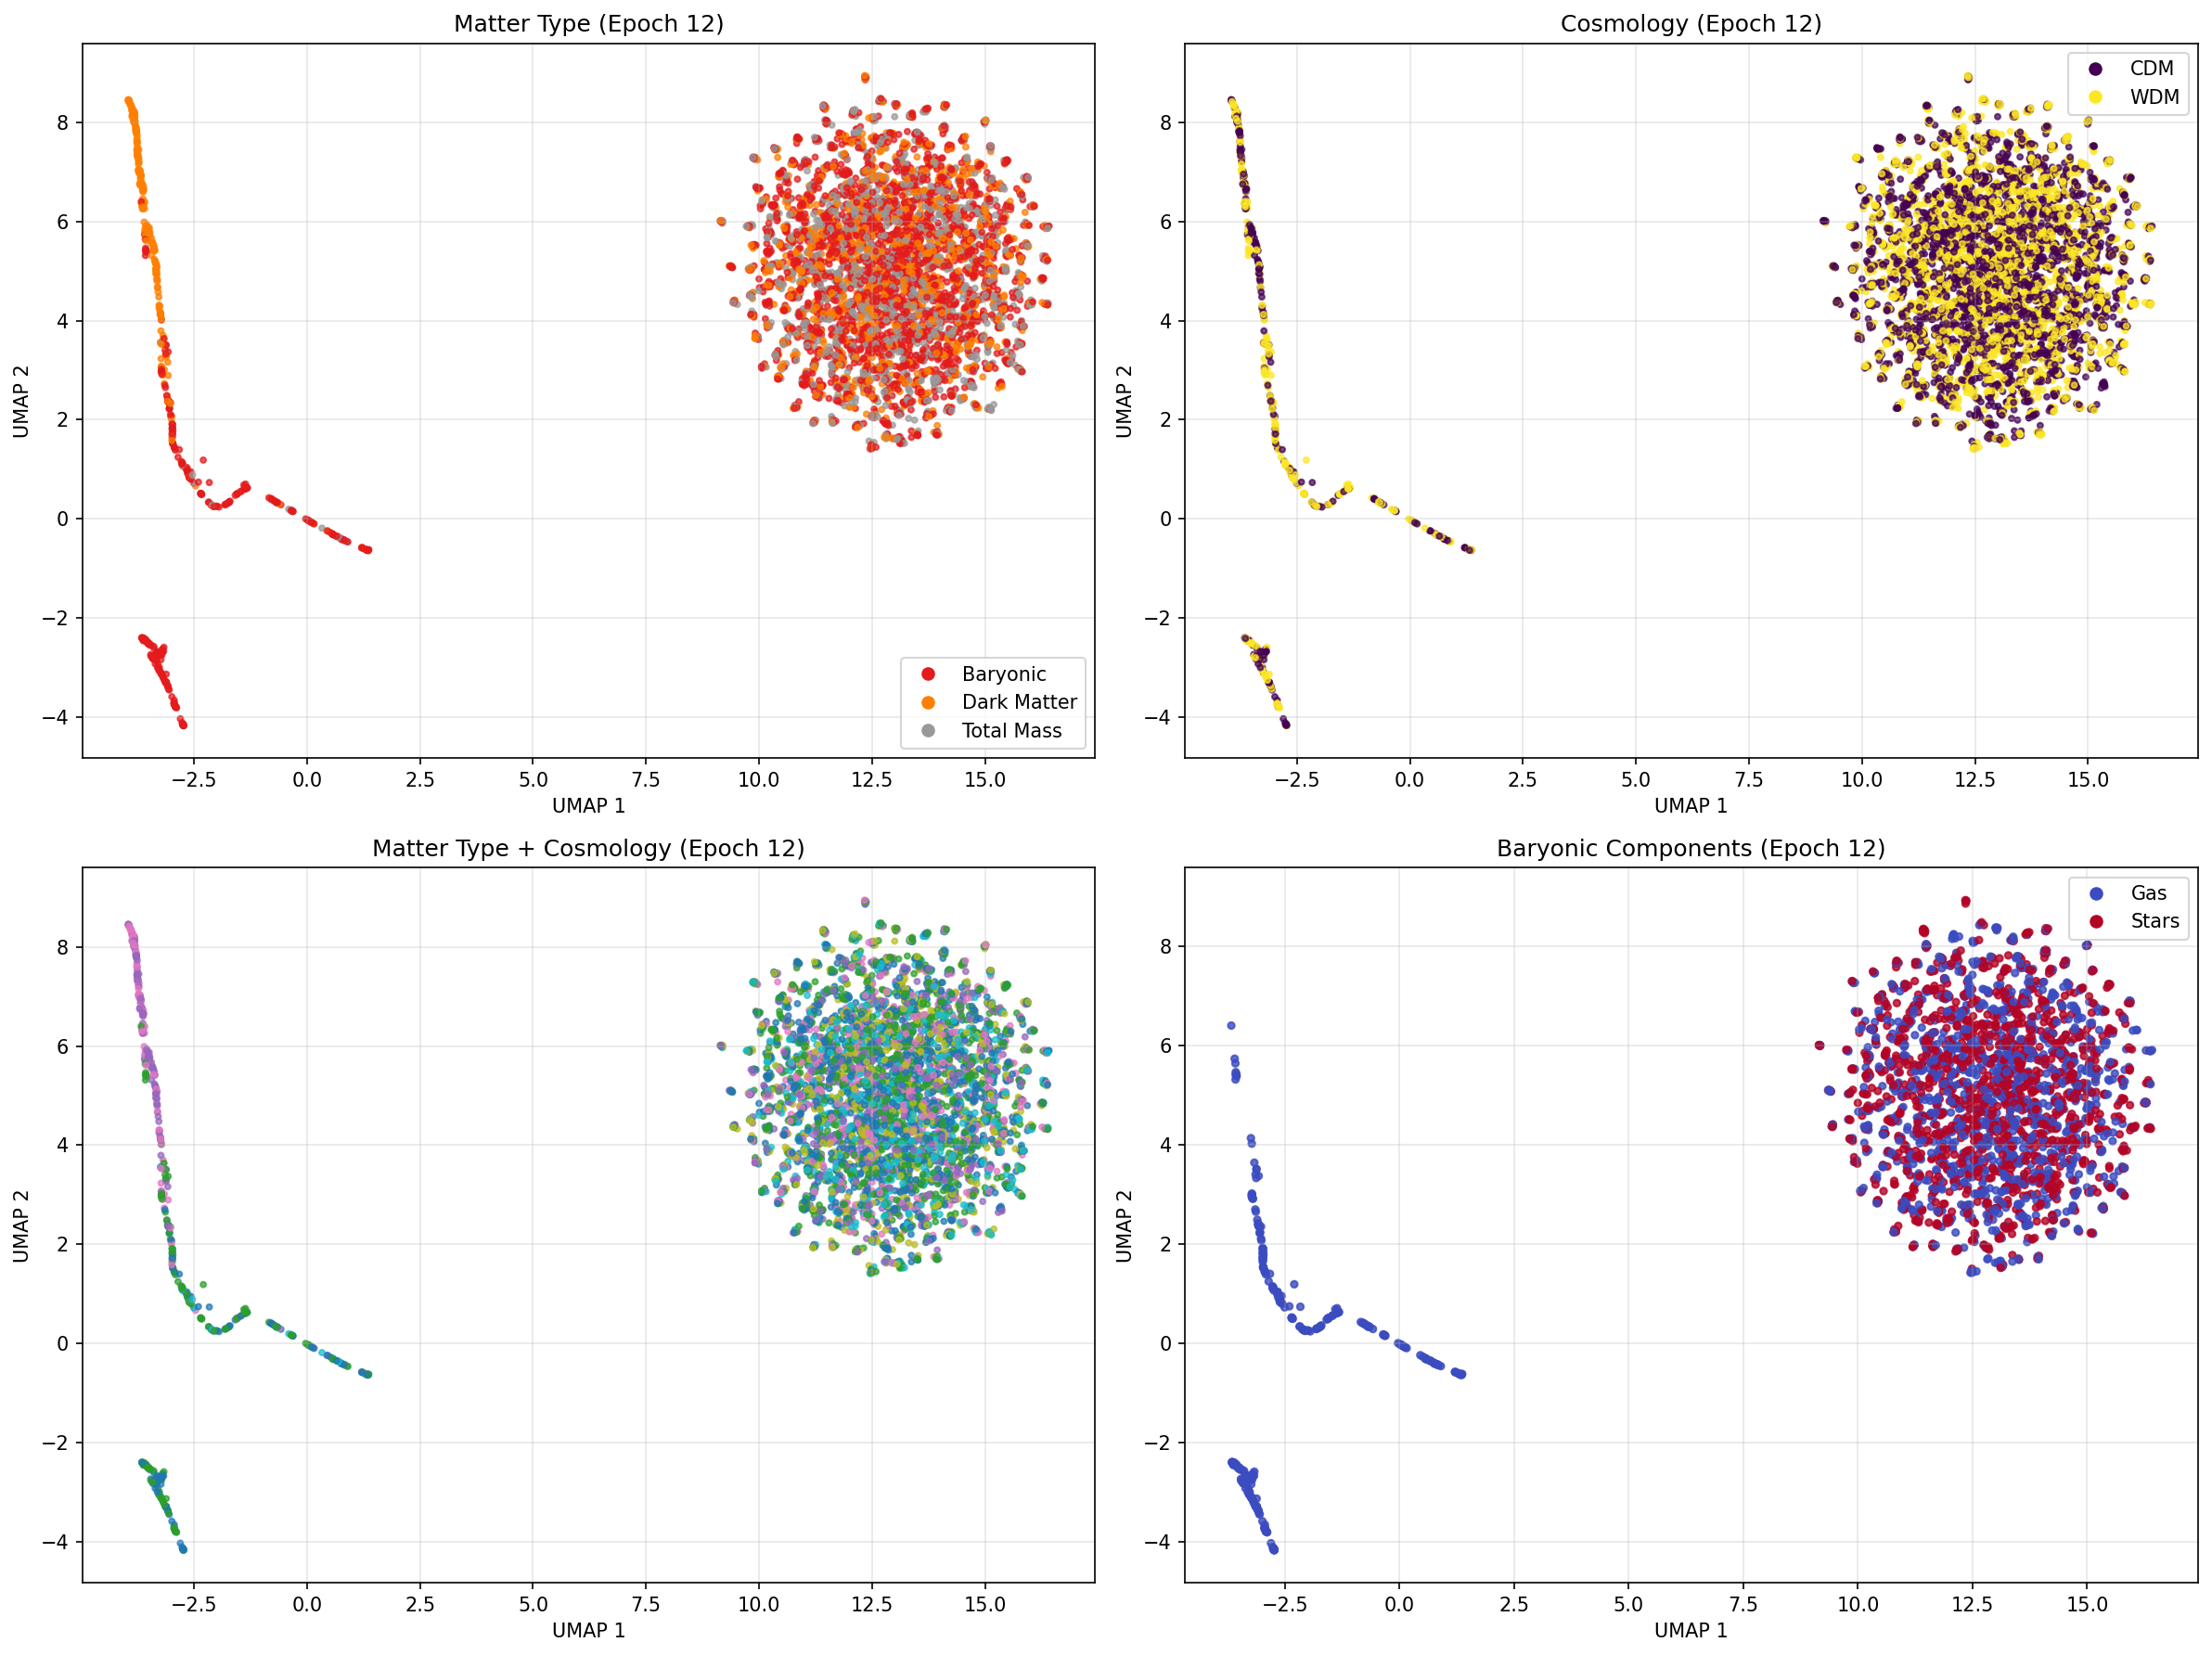 Matter Type (Epoch 12)
8
6
4
2
0
−2
−4
UMAP 2
−2.5 0.0 2.5 5.0 7.5 10.0 12.5 15.0
UMAP 1
Baryonic
Dark Matter
Total Mass
Cosmology (Epoch 12)
CDM
WDM
8
6
4
2
0
−2
−4
UMAP 2
−2.5 0.0 2.5 5.0 7.5 10.0 12.5 15.0
UMAP 1
Matter Type + Cosmology (Epoch 12)
8
6
4
2
0
−2
−4
UMAP 2
−2.5 0.0 2.5 5.0 7.5 10.0 12.5 15.0
UMAP 1
Baryonic Components (Epoch 12)
Gas
Stars
8
6
4
2
0
−2
−4
UMAP 2
−2.5 0.0 2.5 5.0 7.5 10.0 12.5 15.0
UMAP 1